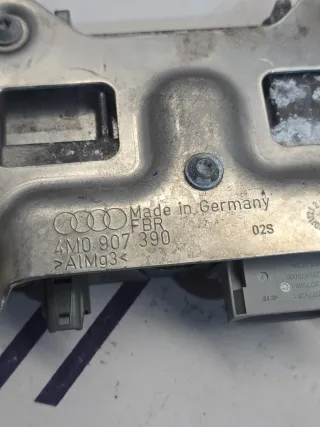 Made in Germany
FBR
4M0 907 390
>AlMg3<
02S